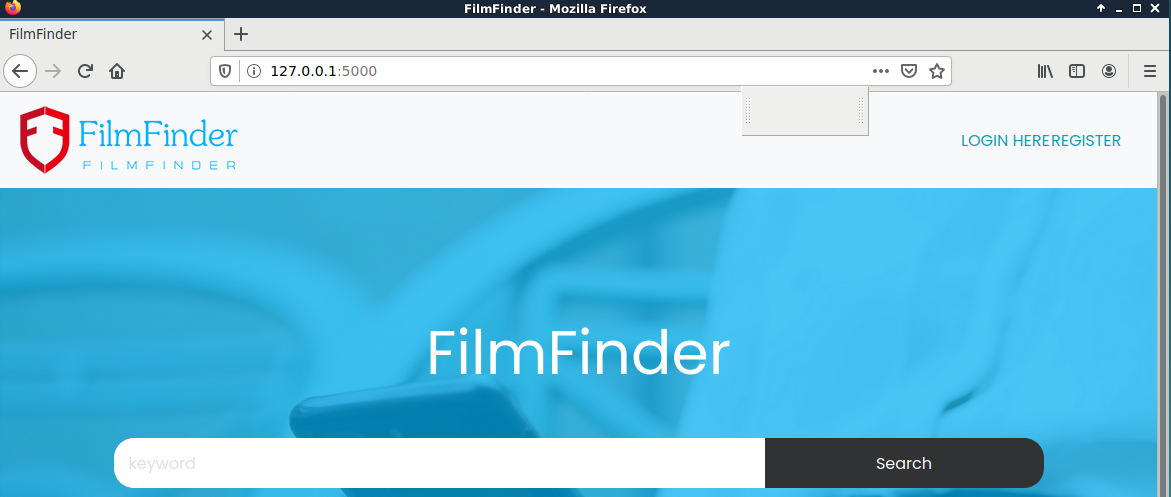 FilmFinder - Mozilla Firefox
FilmFinder
127.0.0.1:5000
FilmFinder
FILMFINDER
LOGIN HEREREGISTER
FilmFinder
keyword
Search